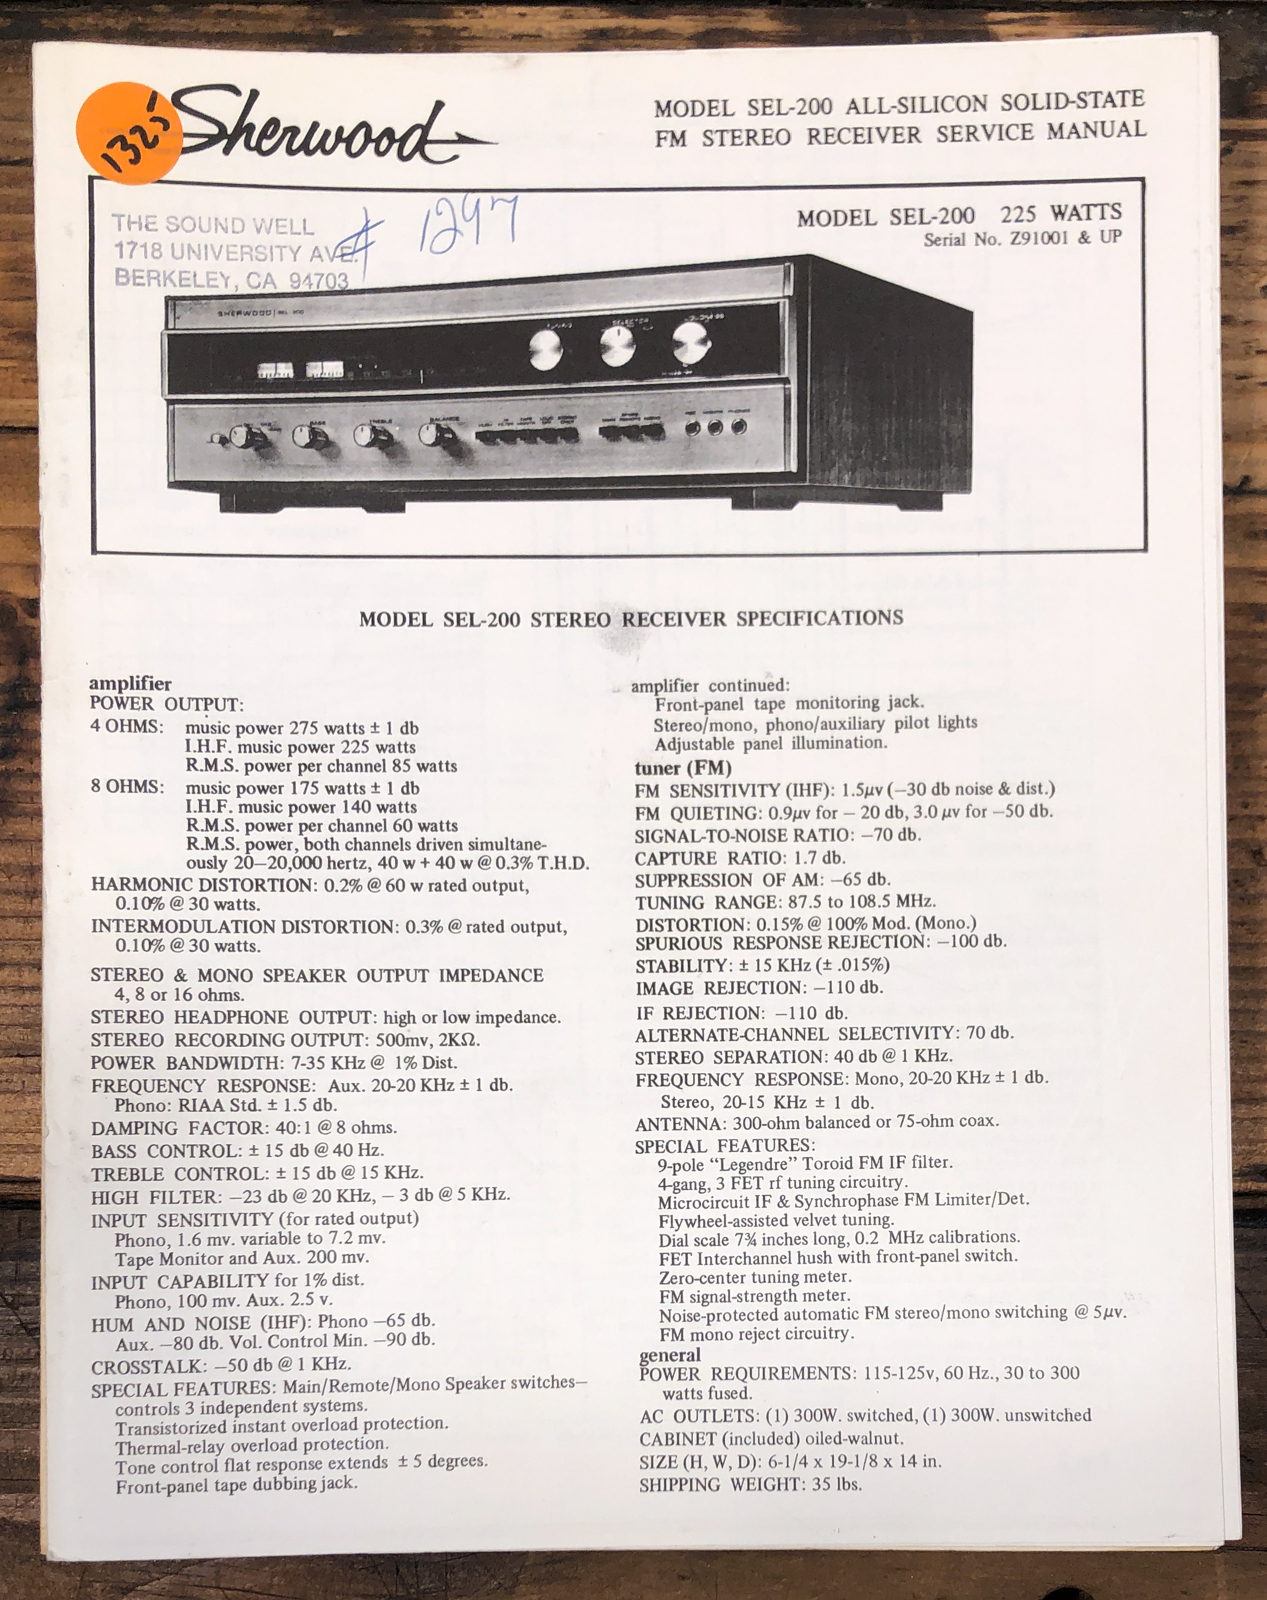 1325
Sherwood
MODEL SEL-200 ALL-SILICON SOLID-STATE
FM STEREO RECEIVER SERVICE MANUAL
THE SOUND WELL
1718 UNIVERSITY AVE.
BERKELEY, CA 94703
# 1297
MODEL SEL-200 225 WATTS
Serial No. Z91001 & UP
SHERWOOD | SEL 200
SELECTOR
BASS
TREBLE
BALANCE
MODEL SEL-200 STEREO RECEIVER SPECIFICATIONS
amplifier
POWER OUTPUT:
4 OHMS: music power 275 watts ± 1 db
I.H.F. music power 225 watts
R.M.S. power per channel 85 watts
8 OHMS: music power 175 watts ± 1 db
I.H.F. music power 140 watts
R.M.S. power per channel 60 watts
R.M.S. power, both channels driven simultane-
ously 20–20,000 hertz, 40 w + 40 w @ 0.3% T.H.D.
HARMONIC DISTORTION: 0.2% @ 60 w rated output,
0.10% @ 30 watts.
INTERMODULATION DISTORTION: 0.3% @ rated output,
0.10% @ 30 watts.
STEREO & MONO SPEAKER OUTPUT IMPEDANCE
4, 8 or 16 ohms.
STEREO HEADPHONE OUTPUT: high or low impedance.
STEREO RECORDING OUTPUT: 500mv, 2KΩ.
POWER BANDWIDTH: 7-35 KHz @ 1% Dist.
FREQUENCY RESPONSE: Aux. 20-20 KHz ± 1 db.
Phono: RIAA Std. ± 1.5 db.
DAMPING FACTOR: 40:1 @ 8 ohms.
BASS CONTROL: ± 15 db @ 40 Hz.
TREBLE CONTROL: ± 15 db @ 15 KHz.
HIGH FILTER: –23 db @ 20 KHz, – 3 db @ 5 KHz.
INPUT SENSITIVITY (for rated output)
Phono, 1.6 mv. variable to 7.2 mv.
Tape Monitor and Aux. 200 mv.
INPUT CAPABILITY for 1% dist.
Phono, 100 mv. Aux. 2.5 v.
HUM AND NOISE (IHF): Phono –65 db.
Aux. –80 db. Vol. Control Min. –90 db.
CROSSTALK: –50 db @ 1 KHz.
SPECIAL FEATURES: Main/Remote/Mono Speaker switches–
controls 3 independent systems.
Transistorized instant overload protection.
Thermal-relay overload protection.
Tone control flat response extends ± 5 degrees.
Front-panel tape dubbing jack.
amplifier continued:
Front-panel tape monitoring jack.
Stereo/mono, phono/auxiliary pilot lights
Adjustable panel illumination.
tuner (FM)
FM SENSITIVITY (IHF): 1.5μv (–30 db noise & dist.)
FM QUIETING: 0.9μv for – 20 db, 3.0 μv for –50 db.
SIGNAL-TO-NOISE RATIO: –70 db.
CAPTURE RATIO: 1.7 db.
SUPPRESSION OF AM: –65 db.
TUNING RANGE: 87.5 to 108.5 MHz.
DISTORTION: 0.15% @ 100% Mod. (Mono.)
SPURIOUS RESPONSE REJECTION: –100 db.
STABILITY: ± 15 KHz (± .015%)
IMAGE REJECTION: –110 db.
IF REJECTION: –110 db.
ALTERNATE-CHANNEL SELECTIVITY: 70 db.
STEREO SEPARATION: 40 db @ 1 KHz.
FREQUENCY RESPONSE: Mono, 20-20 KHz ± 1 db.
Stereo, 20-15 KHz ± 1 db.
ANTENNA: 300-ohm balanced or 75-ohm coax.
SPECIAL FEATURES:
9-pole “Legendre” Toroid FM IF filter.
4-gang, 3 FET rf tuning circuitry.
Microcircuit IF & Synchrophase FM Limiter/Det.
Flywheel-assisted velvet tuning.
Dial scale 7¾ inches long, 0.2 MHz calibrations.
FET Interchannel hush with front-panel switch.
Zero-center tuning meter.
FM signal-strength meter.
Noise-protected automatic FM stereo/mono switching @ 5μv.
FM mono reject circuitry.
general
POWER REQUIREMENTS: 115-125v, 60 Hz., 30 to 300
watts fused.
AC OUTLETS: (1) 300W. switched, (1) 300W. unswitched
CABINET (included) oiled-walnut.
SIZE (H, W, D): 6-1/4 x 19-1/8 x 14 in.
SHIPPING WEIGHT: 35 lbs.